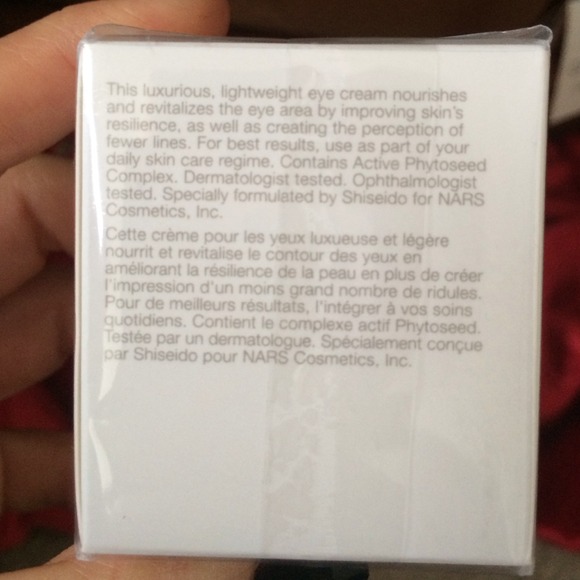 This luxurious, lightweight eye cream nourishes
and revitalizes the eye area by improving skin's
resilience, as well as creating the perception of
fewer lines. For best results, use as part of your
daily skin care regime. Contains Active Phytoseed
Complex. Dermatologist tested. Ophthalmologist
tested. Specially formulated by Shiseido for NARS
Cosmetics, Inc.
Cette crème pour les yeux luxueuse et légère
nourrit et revitalise le contour des yeux en
améliorant la résilience de la peau en plus de créer
l'impression d'un moins grand nombre de ridules.
Pour de meilleurs résultats, l'intégrer à vos soins
quotidiens. Contient le complexe actif Phytoseed.
Testée par un dermatologue. Spécialement conçue
par Shiseido pour NARS Cosmetics, Inc.